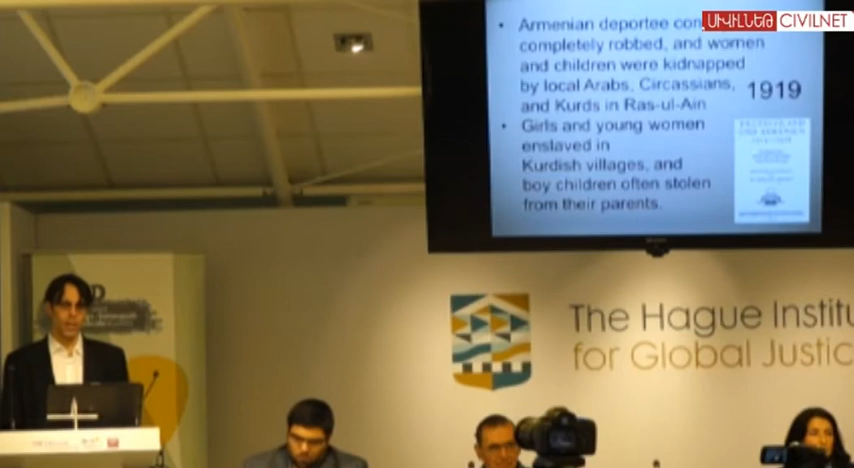 ՍԻՎԻԼՆԵԹ CIVILNET
• Armenian deportee con
completely robbed, and women
and children were kidnapped
by local Arabs, Circassians,
and Kurds in Ras-ul-Ain
1919
• Girls and young women
enslaved in
Kurdish villages, and
boy children often stolen
from their parents.
The Hague Institu
for Global Justic